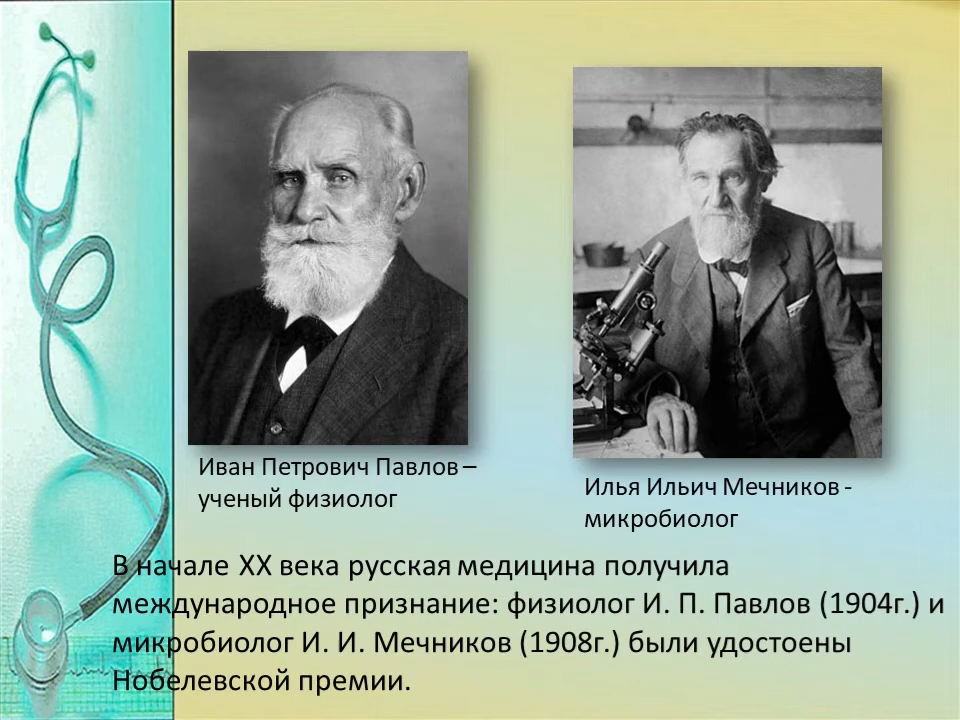 Иван Петрович Павлов –
ученый физиолог
Илья Ильич Мечников -
микробиолог
В начале XX века русская медицина получила
международное признание: физиолог И. П. Павлов (1904г.) и
микробиолог И. И. Мечников (1908г.) были удостоены
Нобелевской премии.